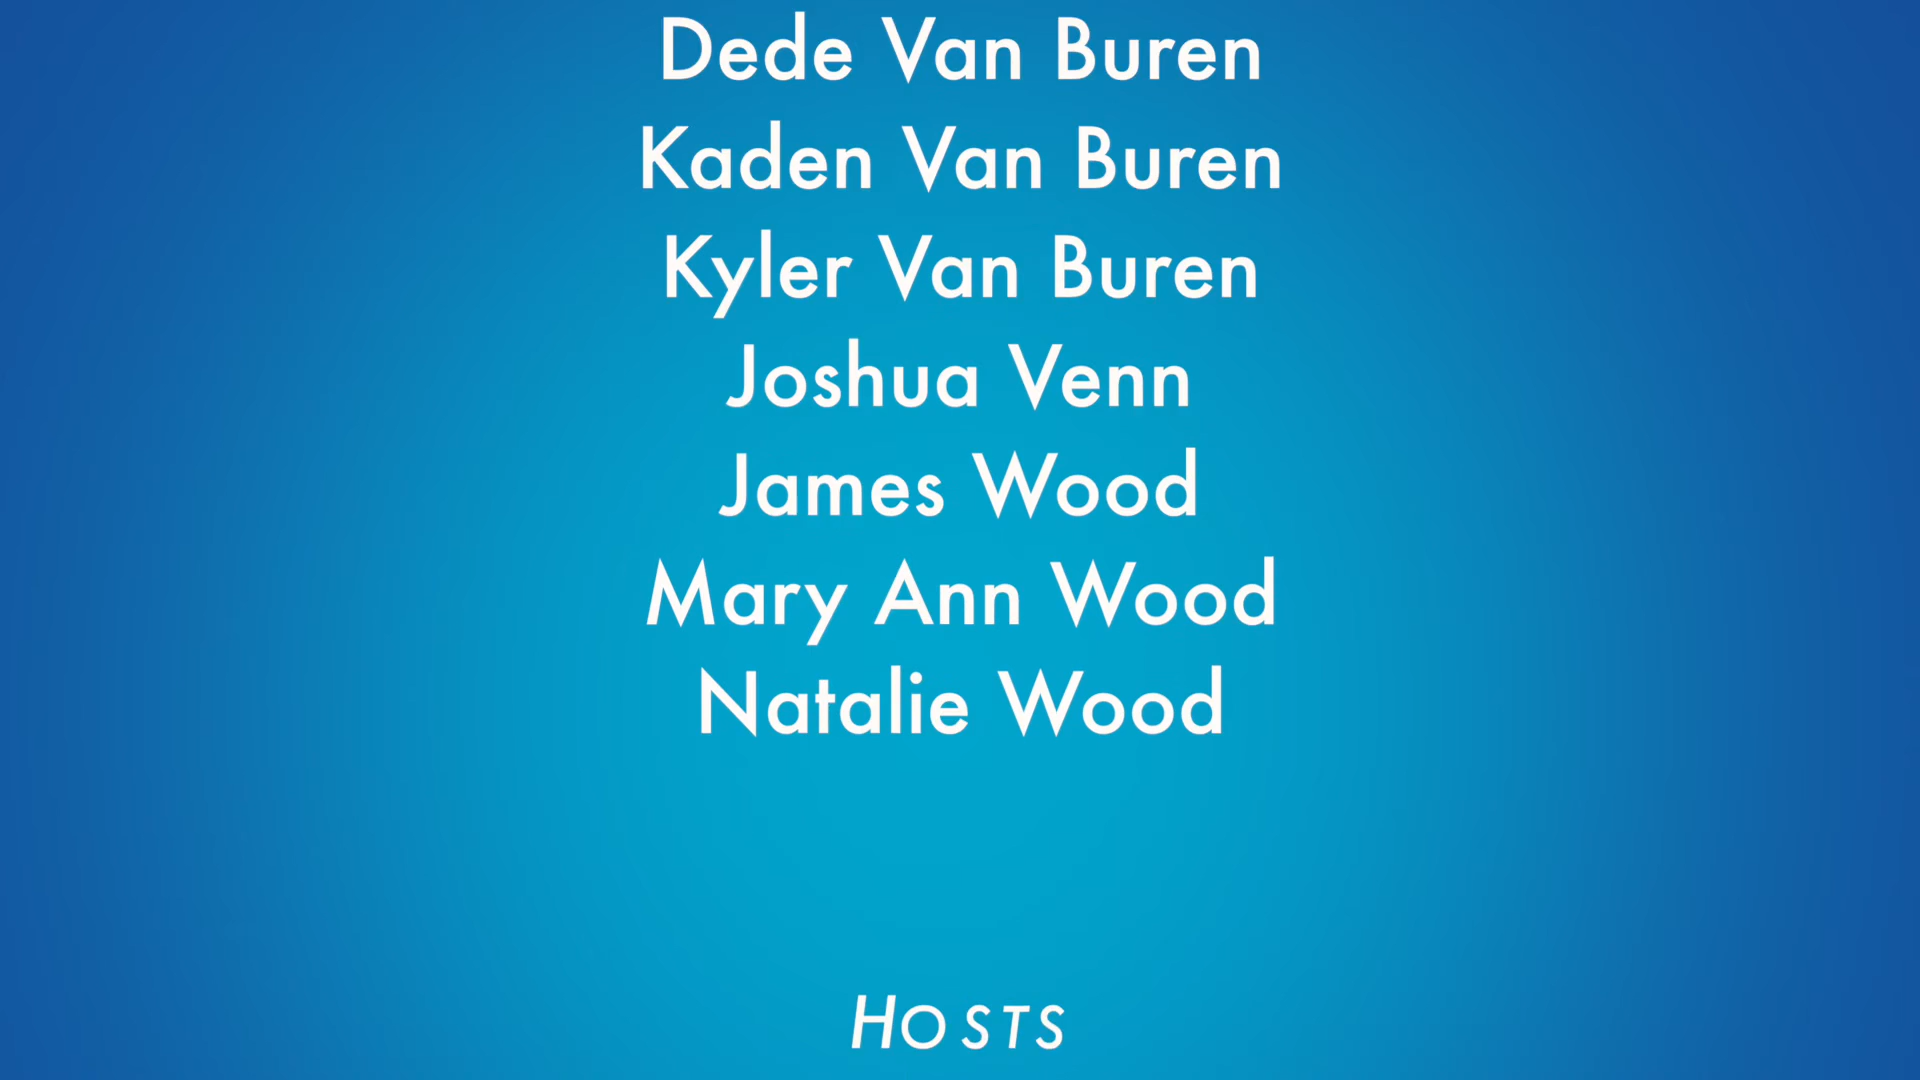 Dede Van Buren
Kaden Van Buren
Kyler Van Buren
Joshua Venn
James Wood
Mary Ann Wood
Natalie Wood
HOSTS